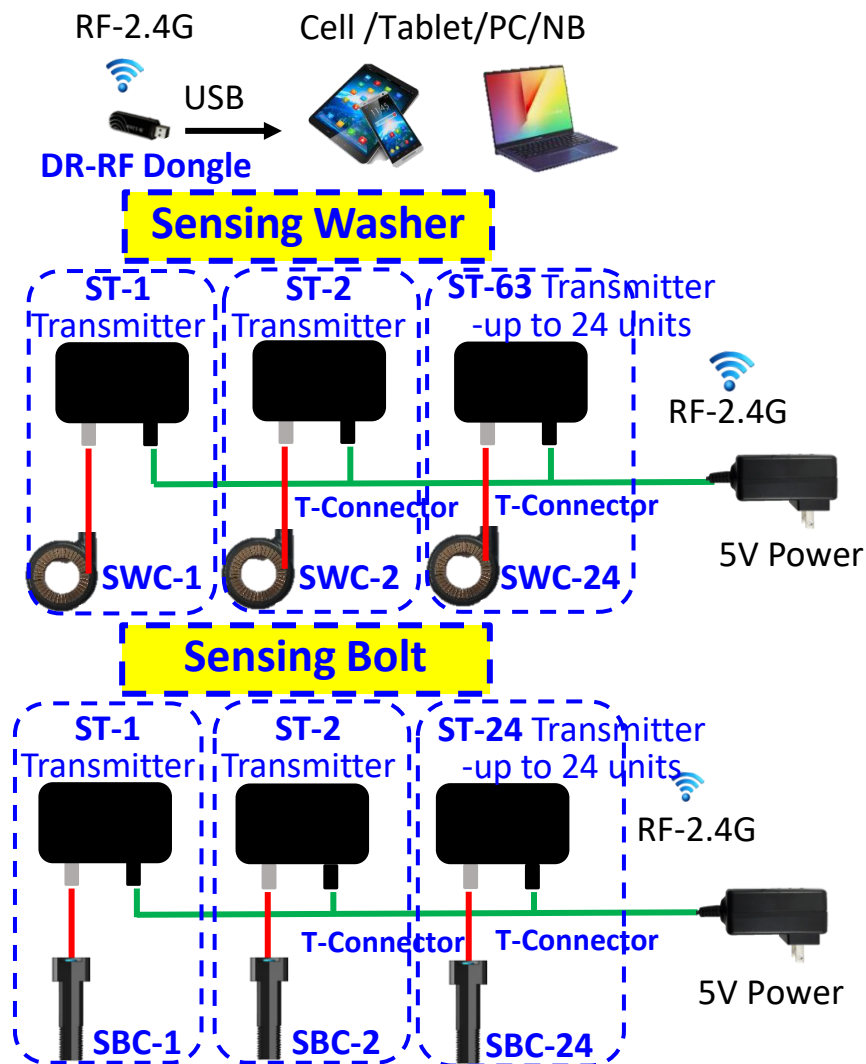 RF-2.4G
Cell /Tablet/PC/NB
USB
DR-RF Dongle
Sensing Washer
ST-1
Transmitter
ST-2
Transmitter
ST-63 Transmitter
-up to 24 units
RF-2.4G
T-Connector
T-Connector
5V Power
SWC-1
SWC-2
SWC-24
Sensing Bolt
ST-1
Transmitter
ST-2
Transmitter
ST-24 Transmitter
-up to 24 units
RF-2.4G
T-Connector
T-Connector
5V Power
SBC-1
SBC-2
SBC-24